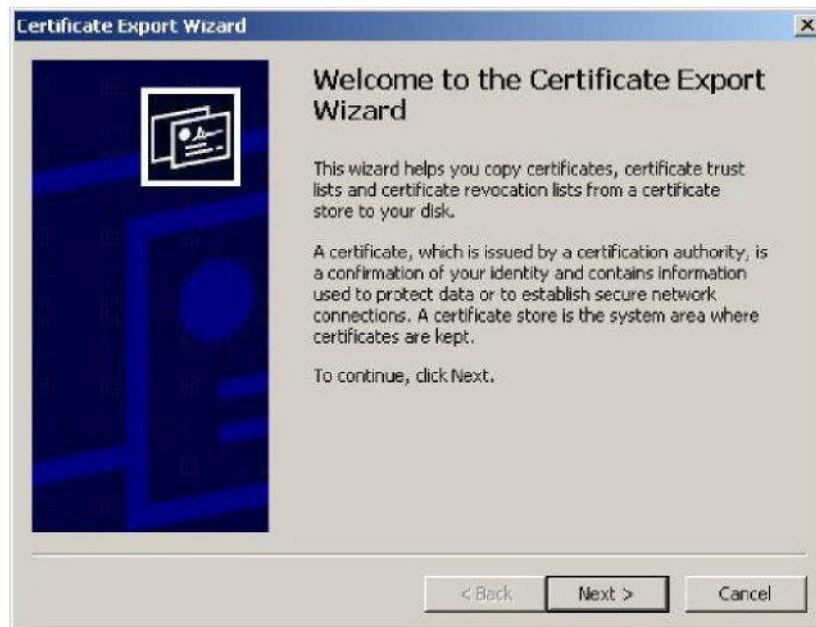 Certificate Export Wizard
Welcome to the Certificate Export
Wizard
This wizard helps you copy certificates, certificate trust
lists and certificate revocation lists from a certificate
store to your disk.
A certificate, which is issued by a certification authority, is
a confirmation of your identity and contains information
used to protect data or to establish secure network
connections. A certificate store is the system area where
certificates are kept.
To continue, click Next.
< Back Next > Cancel